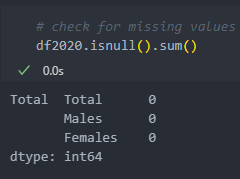 # check for missing values
df2020.isnull().sum()
0.0s
Total  Total      0
       Males      0
       Females    0
dtype: int64